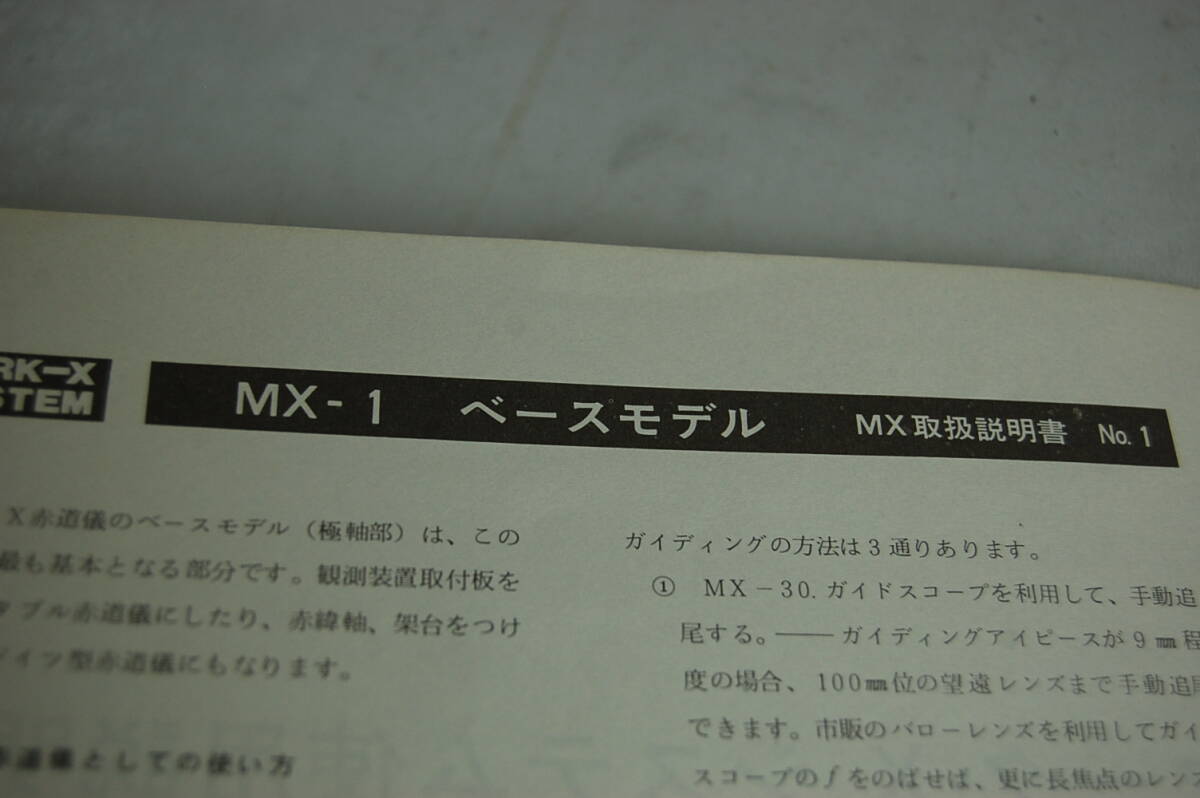 RK-X
STEM
MX-1 ベースモデル MX取扱説明書 No.1
X赤道儀のベースモデル（極軸部）は、この
最も基本となる部分です。観測装置取付板を
タブル赤道儀にしたり、赤緯軸、架台をつけ
ドイツ型赤道儀にもなります。
赤道儀としての使い方
ガイディングの方法は3通りあります。
① MX－30.ガイドスコープを利用して、手動追
尾する。――ガイディングアイピースが9㎜程
度の場合、100㎜位の望遠レンズまで手動追尾
できます。市販のバローレンズを利用してガイ
スコープのfをのばせば、更に長焦点のレンズ